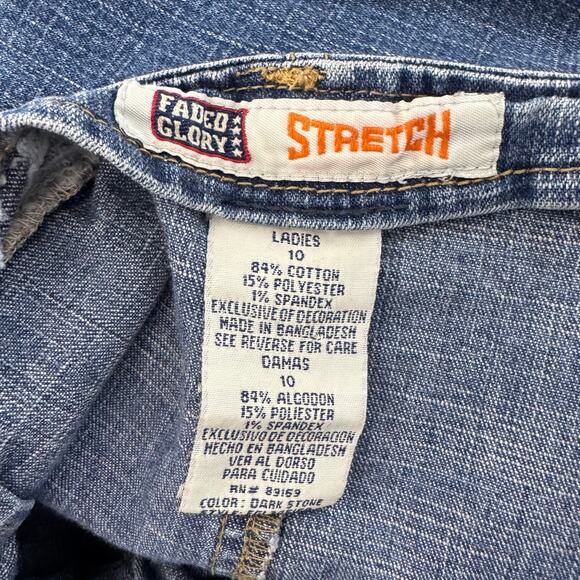 FADED
GLORY
STRETCH
LADIES
10
84% COTTON
15% POLYESTER
1% SPANDEX
EXCLUSIVE OF DECORATION
MADE IN BANGLADESH
SEE REVERSE FOR CARE
DAMAS
10
84% ALGODON
15% POLIESTER
1% SPANDEX
EXCLUSIVO DE DECORACION
HECHO EN BANGLADESH
VER AL DORSO
PARA CUIDADO
RN# 89159
COLOR: DARK STONE